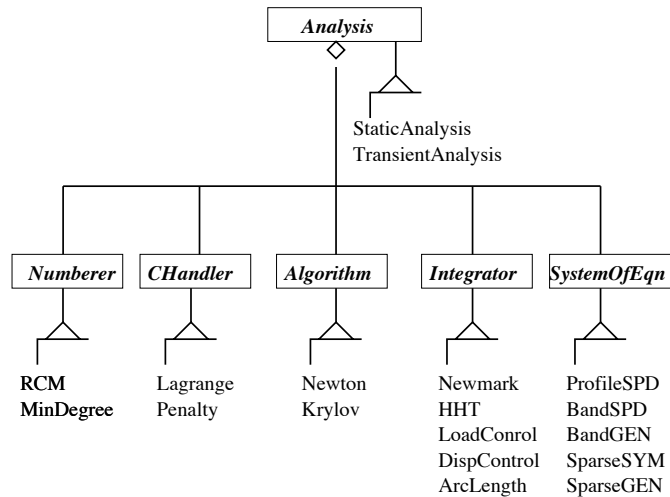 Analysis
StaticAnalysis
TransientAnalysis
Numberer
CHandler
Algorithm
Integrator
SystemOfEqn
RCM
MinDegree
Lagrange
Penalty
Newton
Krylov
Newmark
HHT
LoadConrol
DispControl
ArcLength
ProfileSPD
BandSPD
BandGEN
SparseSYM
SparseGEN